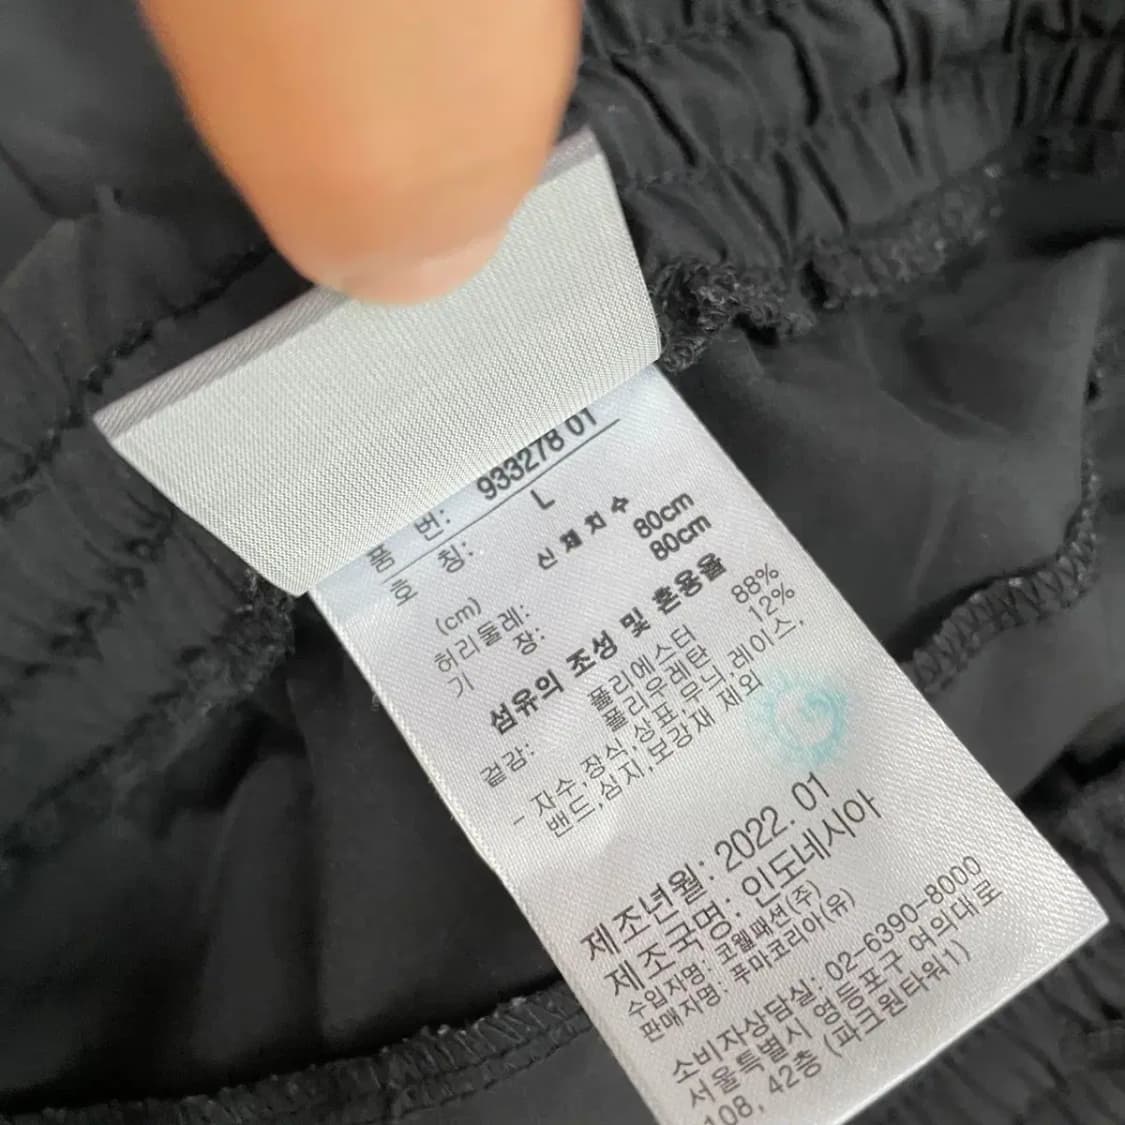 품 번: 933278 01
호 칭: L
신 체 치 수
(cm)
허리둘레: 80cm
기 장: 80cm
섬유의 조성 및 혼용율
겉감: 폴리에스터 88%
폴리우레탄 12%
- 자수,장식,상표,무늬,레이스,
밴드,심지,보강재 제외
제조년월: 2022. 01
제조국명: 인도네시아
수입자명: 코웰패션(주)
판매자명: 푸마코리아(유)
소비자상담실: 02-6390-8000
서울특별시 영등포구 여의대로
108, 42층 (파크원타워1)